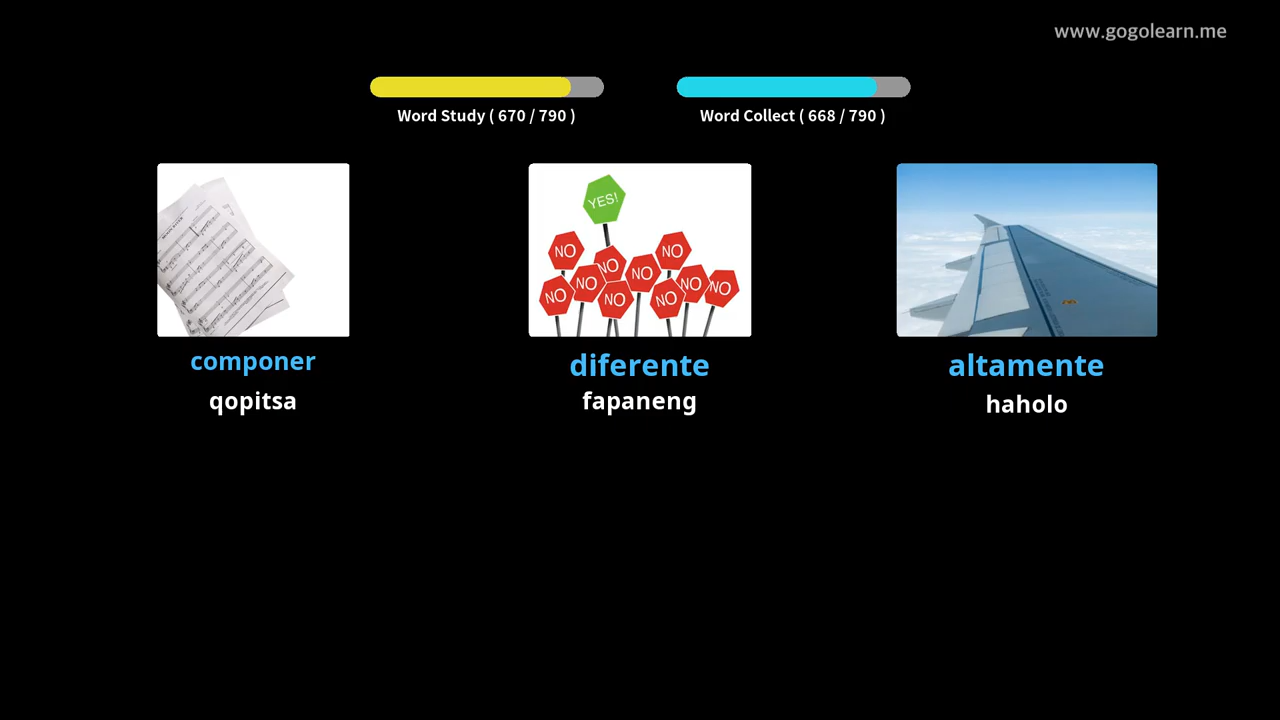 www.gogolearn.me
Word Study ( 670 / 790 )
Word Collect ( 668 / 790 )
YES!
NO
NO
NO
NO
NO
NO
NO
NO
NO
NO
componer
diferente
altamente
qopitsa
fapaneng
haholo